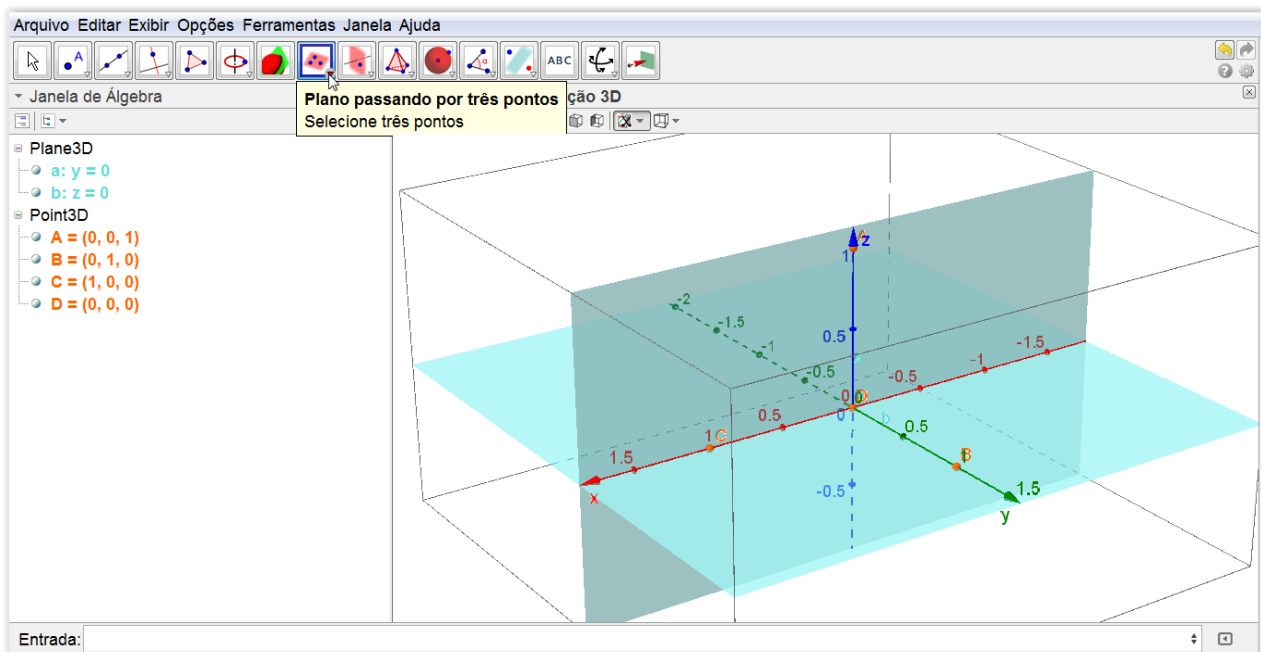 Arquivo Editar Exibir Opções Ferramentas Janela Ajuda
A
α
ABC
Janela de Álgebra
Plano passando por três pontos
Selecione três pontos
ção 3D
Plane3D
a: y = 0
b: z = 0
Point3D
A = (0, 0, 1)
B = (0, 1, 0)
C = (1, 0, 0)
D = (0, 0, 0)
A
z
1
-2
-1.5
0.5
-1.5
-1
a
-1
-0.5
-0.5
0 0 D
0.5
0
b
0.5
1 C
1.5
B
1
-0.5
1.5
x
y
Entrada: